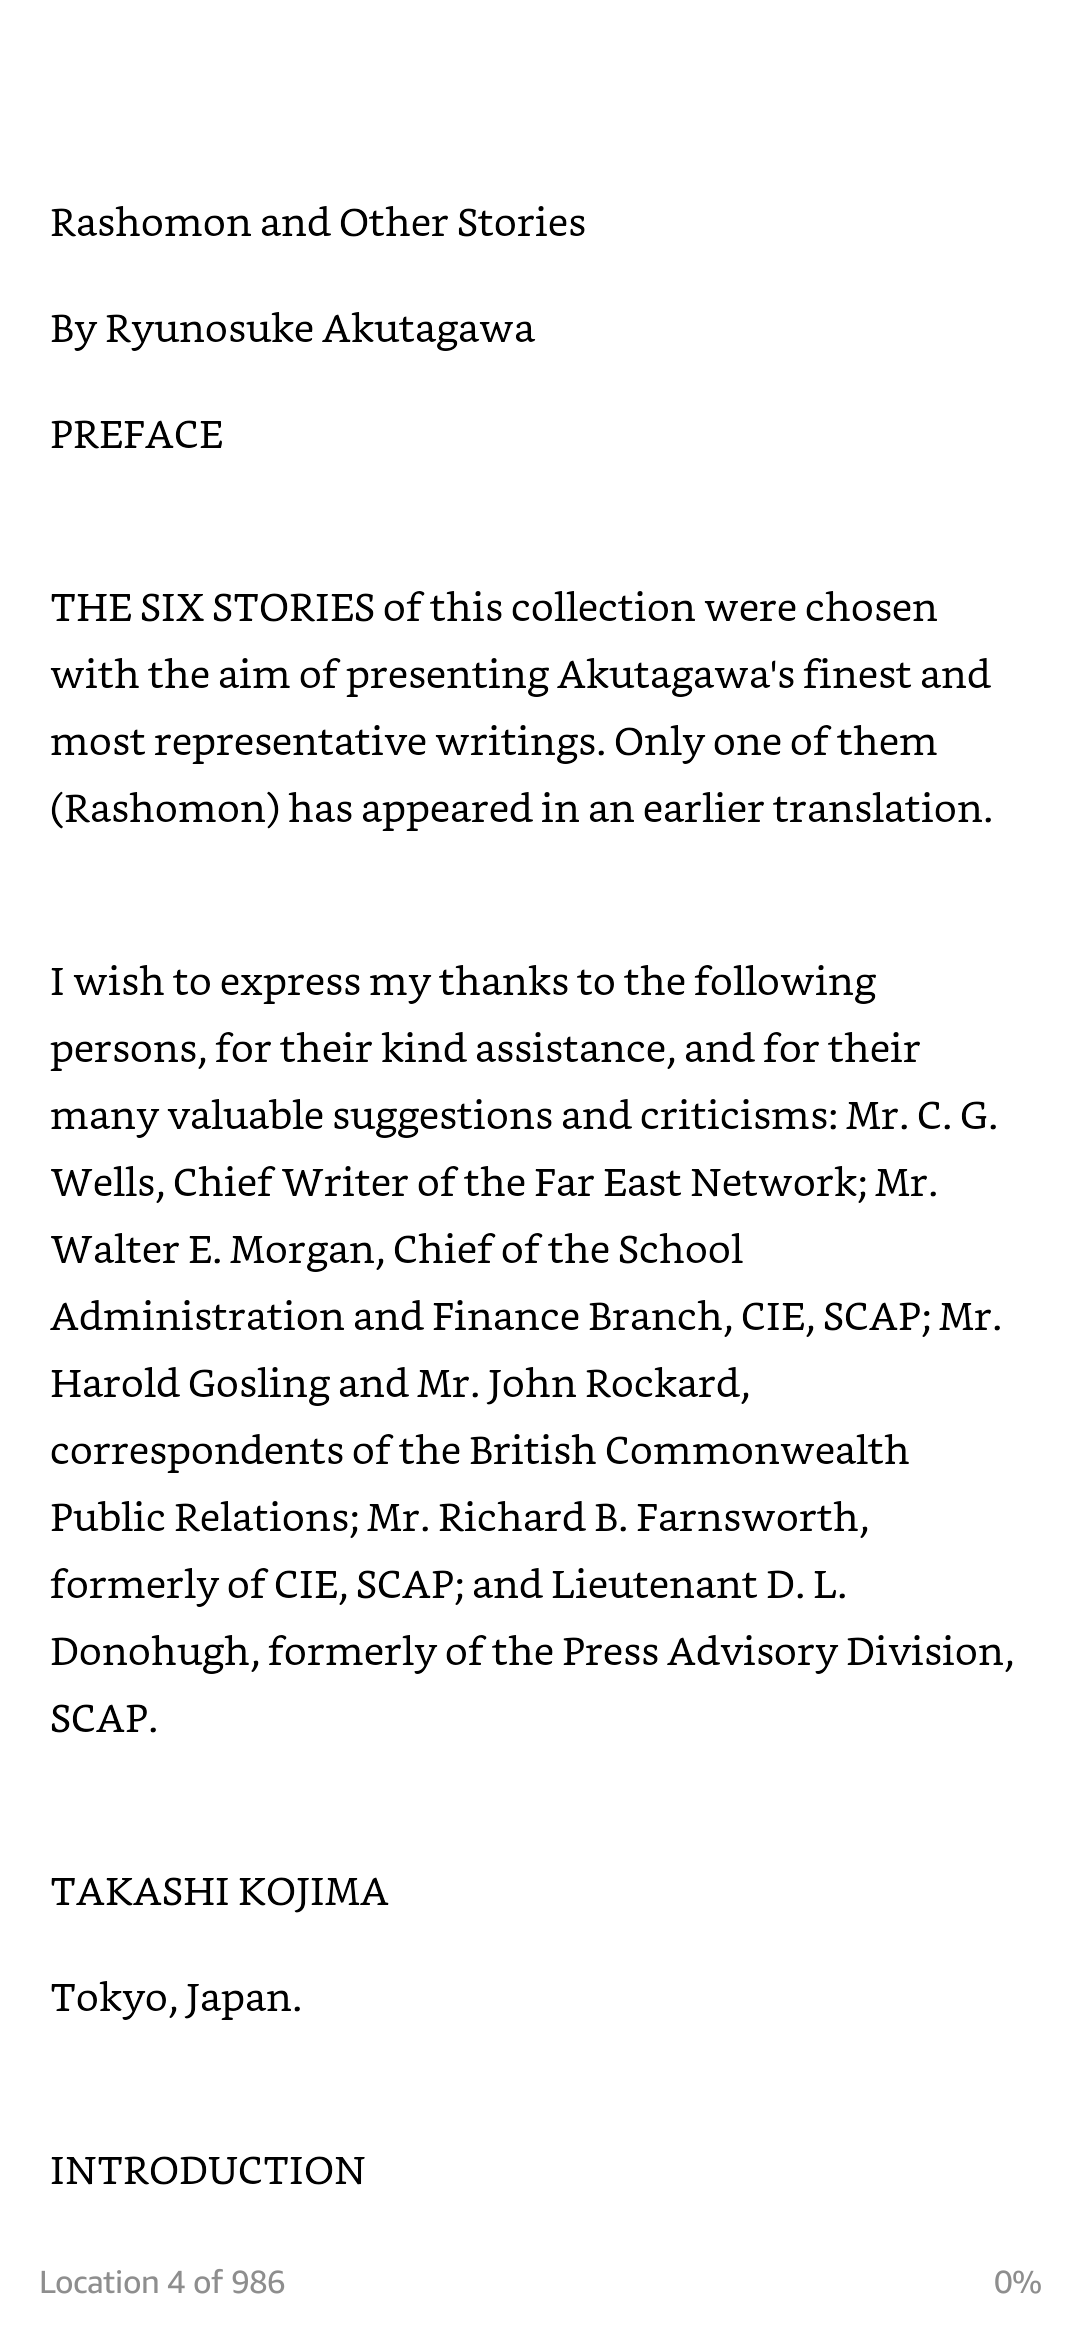 Rashomon and Other Stories
By Ryunosuke Akutagawa
PREFACE
THE SIX STORIES of this collection were chosen
with the aim of presenting Akutagawa's finest and
most representative writings. Only one of them
(Rashomon) has appeared in an earlier translation.
I wish to express my thanks to the following
persons, for their kind assistance, and for their
many valuable suggestions and criticisms: Mr. C. G.
Wells, Chief Writer of the Far East Network; Mr.
Walter E. Morgan, Chief of the School
Administration and Finance Branch, CIE, SCAP; Mr.
Harold Gosling and Mr. John Rockard,
correspondents of the British Commonwealth
Public Relations; Mr. Richard B. Farnsworth,
formerly of CIE, SCAP; and Lieutenant D. L.
Donohugh, formerly of the Press Advisory Division,
SCAP.
TAKASHI KOJIMA
Tokyo, Japan.
INTRODUCTION
Location 4 of 986 0%